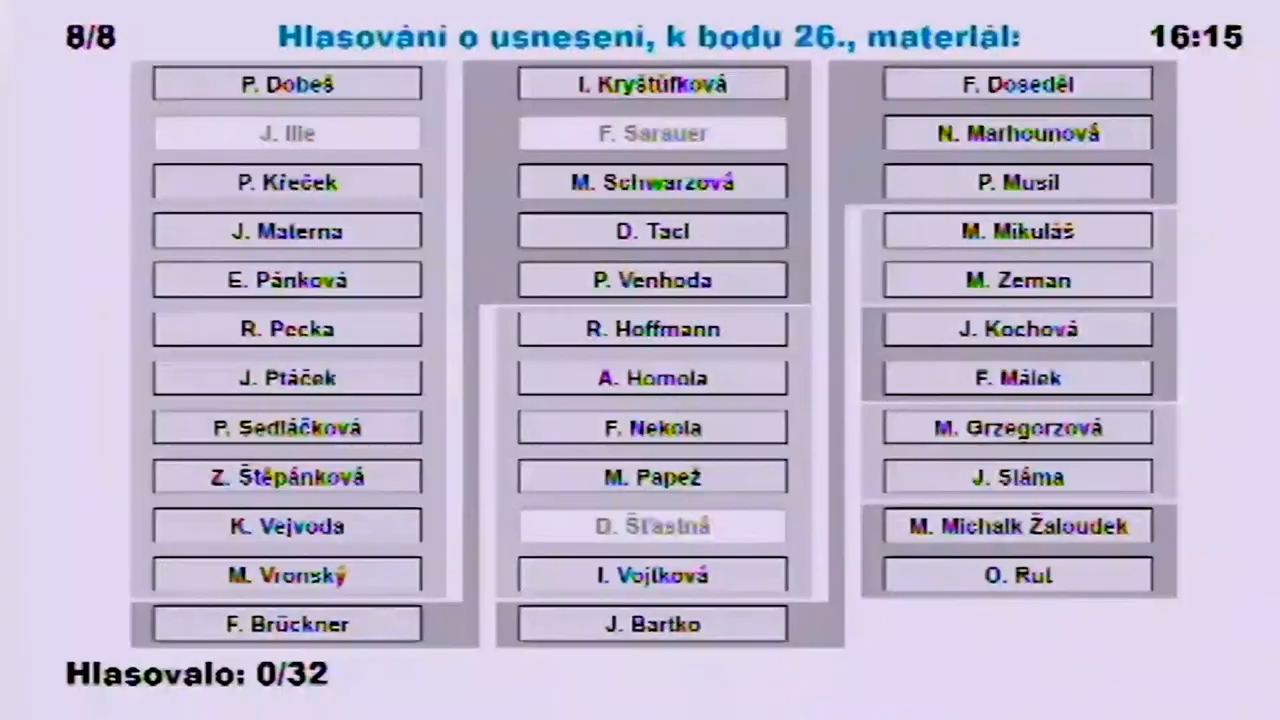 8/8
Hlasování o usnesení, k bodu 26., materiál:
16:15
P. Dobeš
J. Ilie
P. Křeček
J. Materna
E. Pánková
R. Pecka
J. Ptáček
P. Sedláčková
Z. Štěpánková
K. Vejvoda
M. Vronský
F. Brückner
I. Kryštůfková
F. Sarauer
M. Schwarzová
D. Tacl
P. Venhoda
R. Hoffmann
A. Homola
F. Nekola
M. Papež
D. Šťastná
I. Vojtková
J. Bartko
F. Doseděl
N. Marhounová
P. Musil
M. Mikuláš
M. Zeman
J. Kochová
F. Málek
M. Grzegorzová
J. Sláma
M. Michalk Žaloudek
O. Rut
Hlasovalo: 0/32